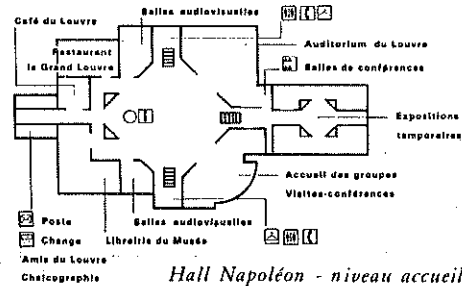 Salles audiovisuelles
Café du Louvre
Restaurant
le Grand Louvre
Auditorium du Louvre
Salles de conférences
Expositions
temporaires
Accueil des groupes
Visites-conférences
Salles audiovisuelles
Poste
Change
Librairie du Musée
Amis du Louvre
Chalcographie
Hall Napoléon - niveau accueil